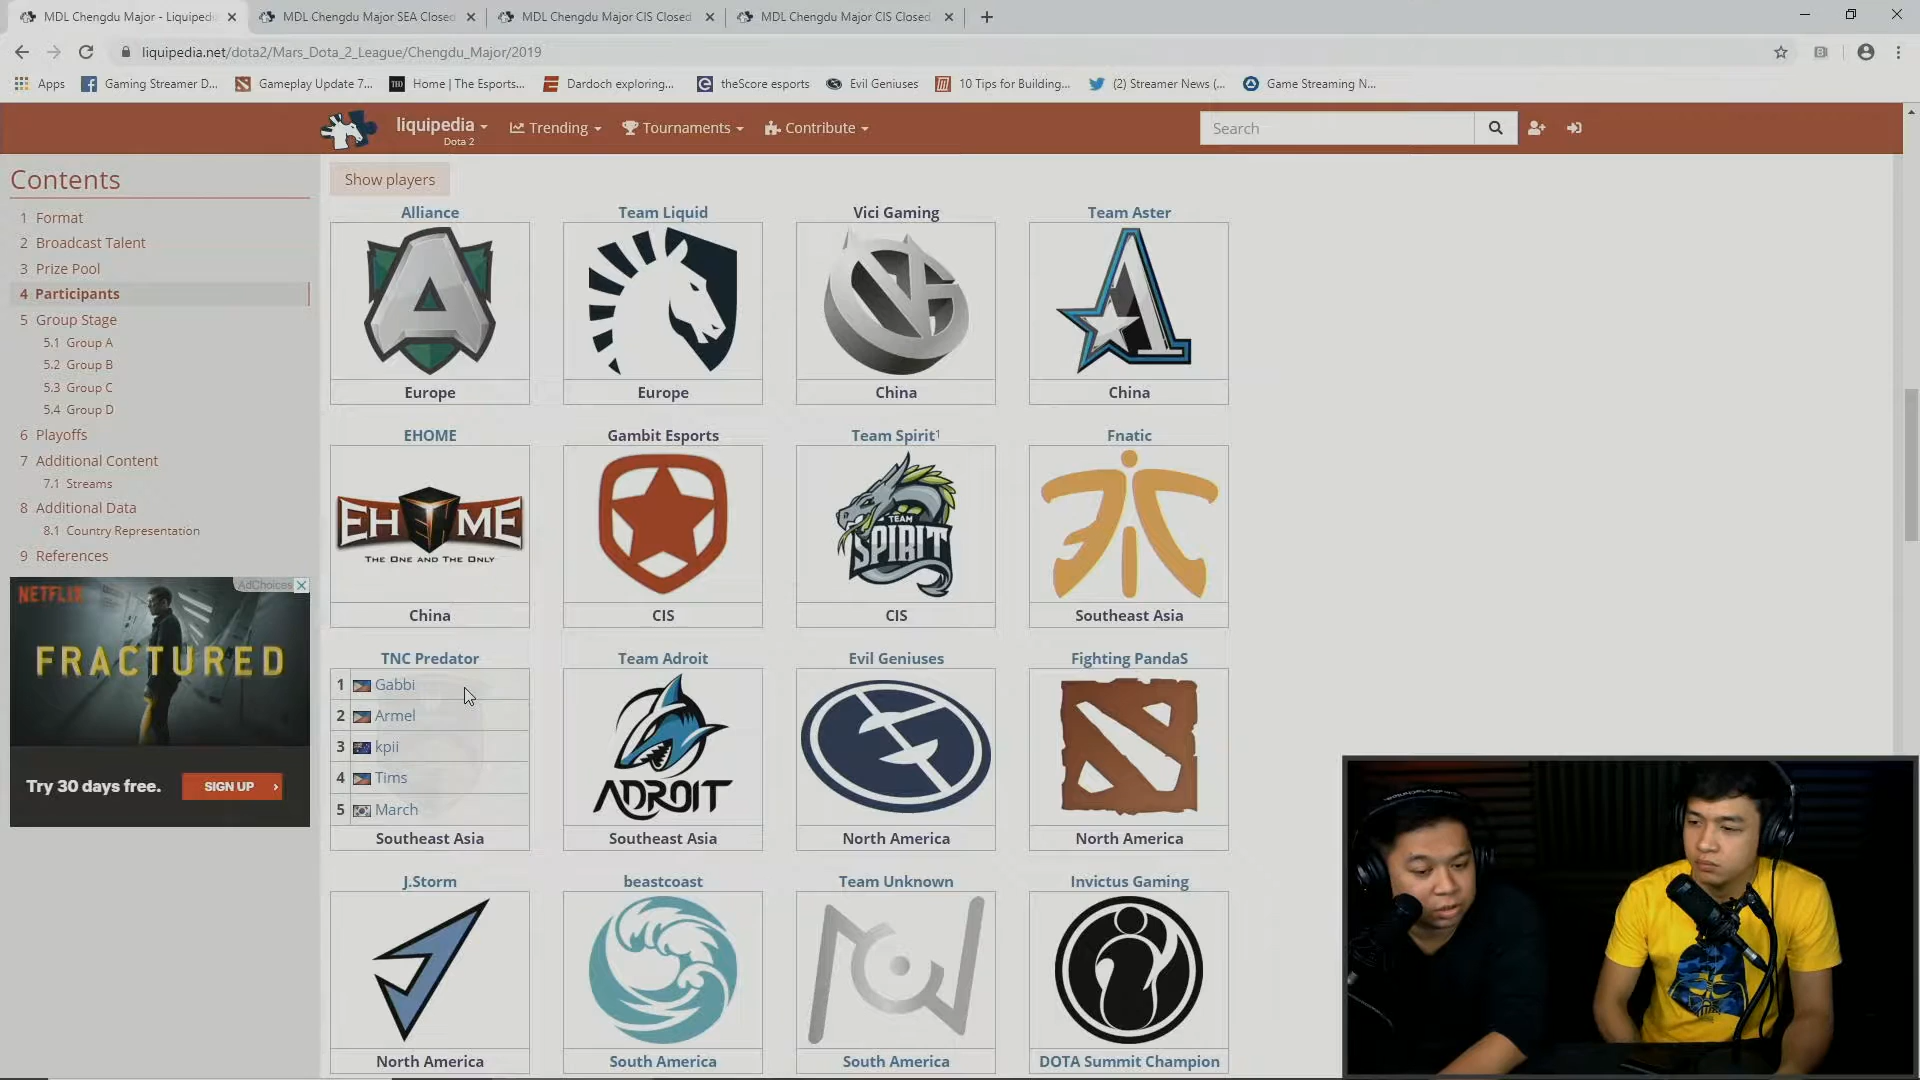 MDL Chengdu Major - Liquipedi
MDL Chengdu Major SEA Closed
MDL Chengdu Major CIS Closed
MDL Chengdu Major CIS Closed
liquipedia.net/dota2/Mars_Dota_2_League/Chengdu_Major/2019
Apps
Gaming Streamer D...
Gameplay Update 7...
Home | The Esports...
Dardoch exploring...
theScore esports
Evil Geniuses
10 Tips for Building...
(2) Streamer News (...
Game Streaming N...
liquipedia
Dota 2
Trending
Tournaments
Contribute
Search
Contents
1 Format
2 Broadcast Talent
3 Prize Pool
4 Participants
5 Group Stage
5.1 Group A
5.2 Group B
5.3 Group C
5.4 Group D
6 Playoffs
7 Additional Content
7.1 Streams
8 Additional Data
8.1 Country Representation
9 References
AdChoices
NETFLIX
FRACTURED
Try 30 days free.
SIGN UP
Show players
Alliance
Team Liquid
Vici Gaming
Team Aster
Europe
Europe
China
China
EHOME
Gambit Esports
Team Spirit¹
Fnatic
EHOME
THE ONE AND THE ONLY
TEAM
SPIRIT
China
CIS
CIS
Southeast Asia
TNC Predator
Team Adroit
Evil Geniuses
Fighting PandaS
1 Gabbi
2 Armel
3 kpii
4 Tims
5 March
ADROIT
Southeast Asia
Southeast Asia
North America
North America
J.Storm
beastcoast
Team Unknown
Invictus Gaming
North America
South America
South America
DOTA Summit Champion